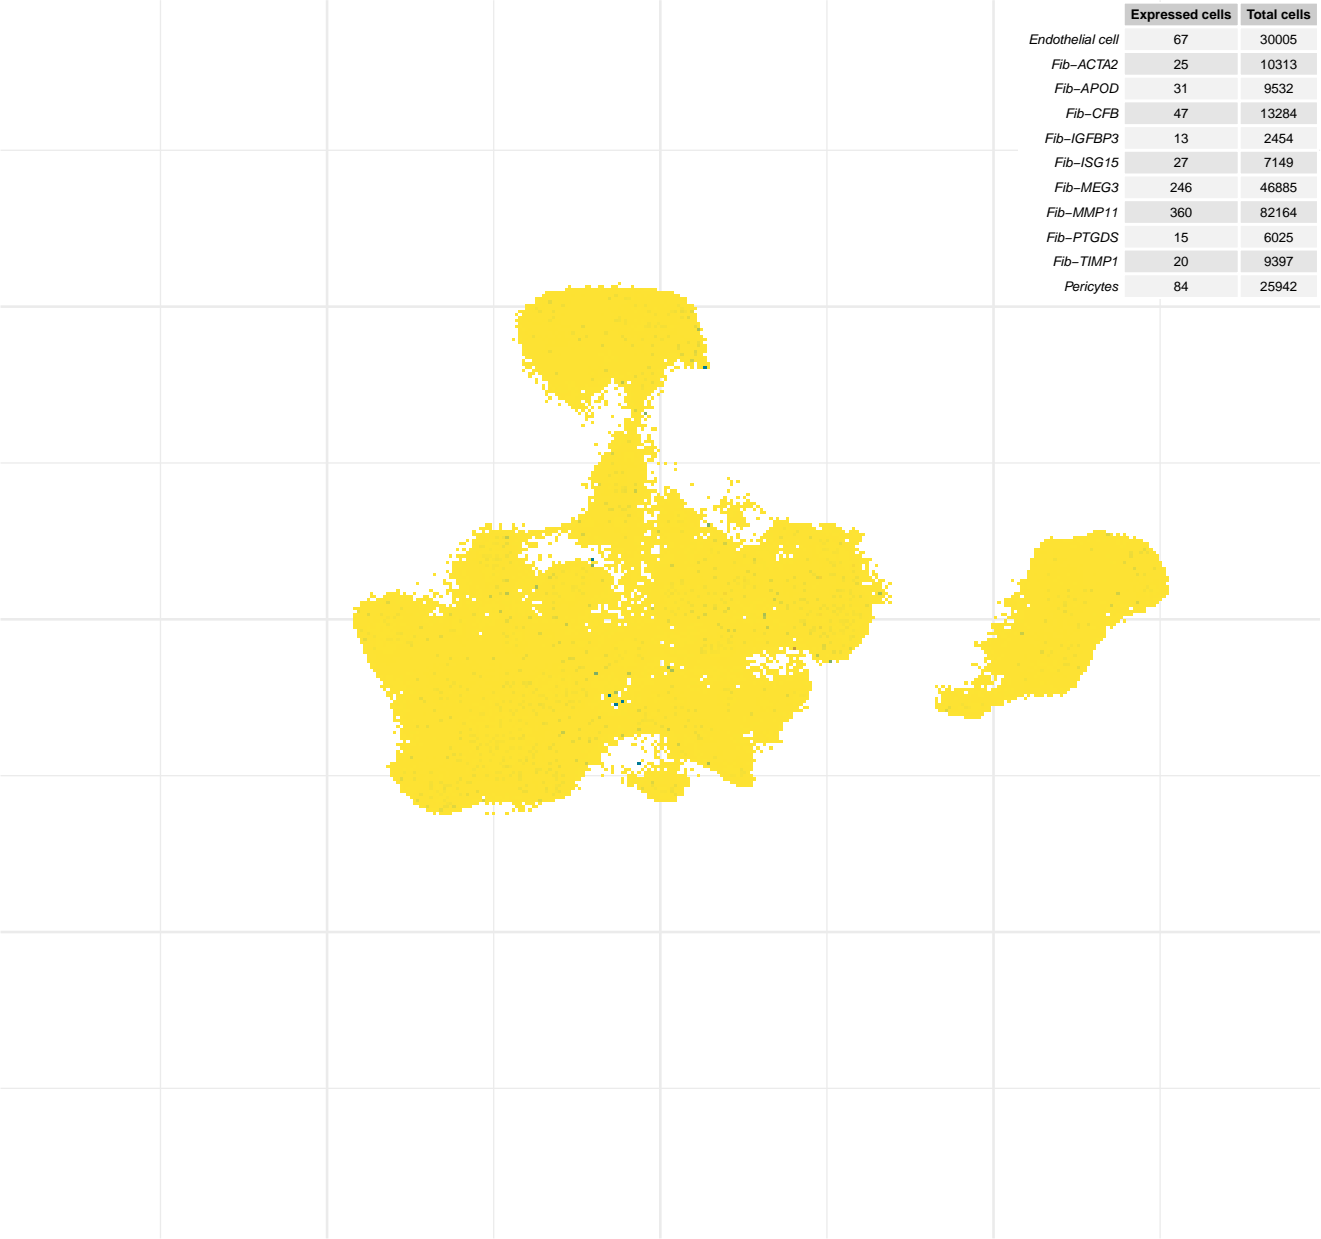 Expressed cells Total cells
Endothelial cell 67 30005
Fib−ACTA2 25 10313
Fib−APOD 31 9532
Fib−CFB 47 13284
Fib−IGFBP3 13 2454
Fib−ISG15 27 7149
Fib−MEG3 246 46885
Fib−MMP11 360 82164
Fib−PTGDS 15 6025
Fib−TIMP1 20 9397
Pericytes 84 25942